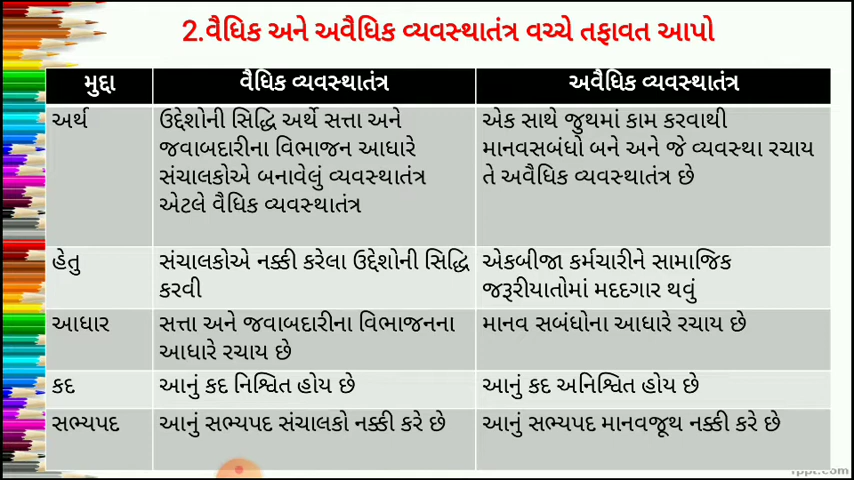 2.વૈધિક અને અવૈધિક વ્યવસ્થાતંત્ર વચ્ચે તફાવત આપો
મુદ્દા વૈધિક વ્યવસ્થાતંત્ર અવૈધિક વ્યવસ્થાતંત્ર
અર્થ ઉદ્દેશોની સિદ્ધિ અર્થે સત્તા અને એક સાથે જુથમાં કામ કરવાથી
જવાબદારીના વિભાજન આધારે માનવસબંધો બને અને જે વ્યવસ્થા રચાય
સંચાલકોએ બનાવેલું વ્યવસ્થાતંત્ર તે અવૈધિક વ્યવસ્થાતંત્ર છે
એટલે વૈધિક વ્યવસ્થાતંત્ર
હેતુ સંચાલકોએ નક્કી કરેલા ઉદ્દેશોની સિદ્ધિ એકબીજા કર્મચારીને સામાજિક
કરવી જરૂરીયાતોમાં મદદગાર થવું
આધાર સત્તા અને જવાબદારીના વિભાજનના માનવ સબંધોના આધારે રચાય છે
આધારે રચાય છે
કદ આનું કદ નિશ્ચિત હોય છે આનું કદ અનિશ્ચિત હોય છે
સભ્યપદ આનું સભ્યપદ સંચાલકો નક્કી કરે છે આનું સભ્યપદ માનવજૂથ નક્કી કરે છે
fppt.com